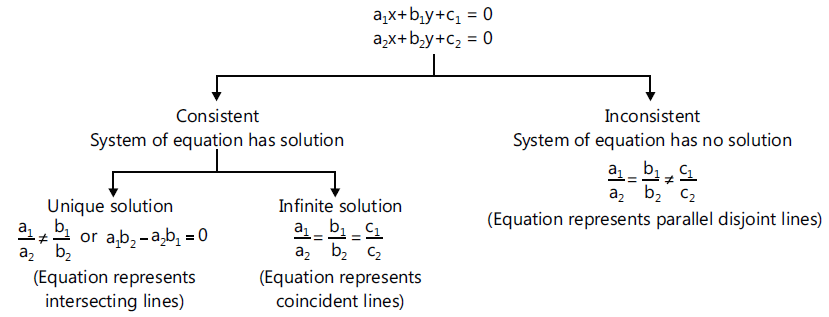 a₁x+b₁y+c₁ = 0
a₂x+b₂y+c₂ = 0
Consistent
System of equation has solution
Inconsistent
System of equation has no solution
a₁/a₂ = b₁/b₂ ≠ c₁/c₂
(Equation represents parallel disjoint lines)
Unique solution
a₁/a₂ ≠ b₁/b₂ or a₁b₂ – a₂b₁ = 0
(Equation represents
intersecting lines)
Infinite solution
a₁/a₂ = b₁/b₂ = c₁/c₂
(Equation represents
coincident lines)